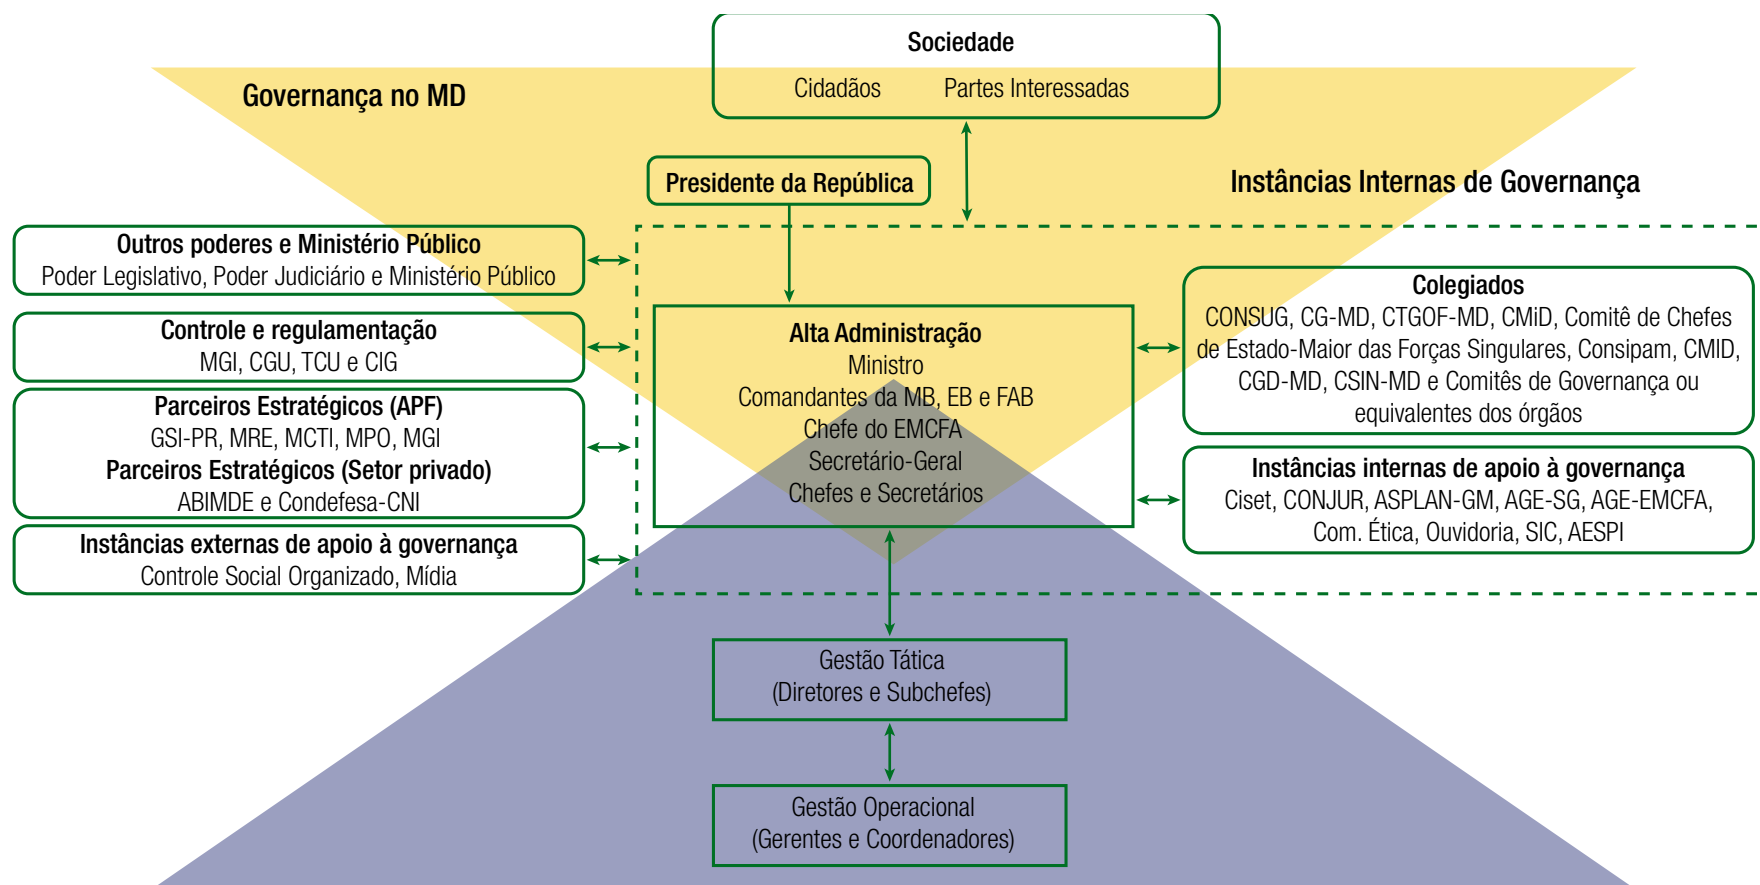 Sociedade
Cidadãos Partes Interessadas
Governança no MD
Presidente da República
Instâncias Internas de Governança
Outros poderes e Ministério Público
Poder Legislativo, Poder Judiciário e Ministério Público
Controle e regulamentação
MGI, CGU, TCU e CIG
Parceiros Estratégicos (APF)
GSI-PR, MRE, MCTI, MPO, MGI
Parceiros Estratégicos (Setor privado)
ABIMDE e Condefesa-CNI
Instâncias externas de apoio à governança
Controle Social Organizado, Mídia
Alta Administração
Ministro
Comandantes da MB, EB e FAB
Chefe do EMCFA
Secretário-Geral
Chefes e Secretários
Colegiados
CONSUG, CG-MD, CTGOF-MD, CMiD, Comitê de Chefes
de Estado-Maior das Forças Singulares, Consipam, CMID,
CGD-MD, CSIN-MD e Comitês de Governança ou
equivalentes dos órgãos
Instâncias internas de apoio à governança
Ciset, CONJUR, ASPLAN-GM, AGE-SG, AGE-EMCFA,
Com. Ética, Ouvidoria, SIC, AESPI
Gestão Tática
(Diretores e Subchefes)
Gestão Operacional
(Gerentes e Coordenadores)